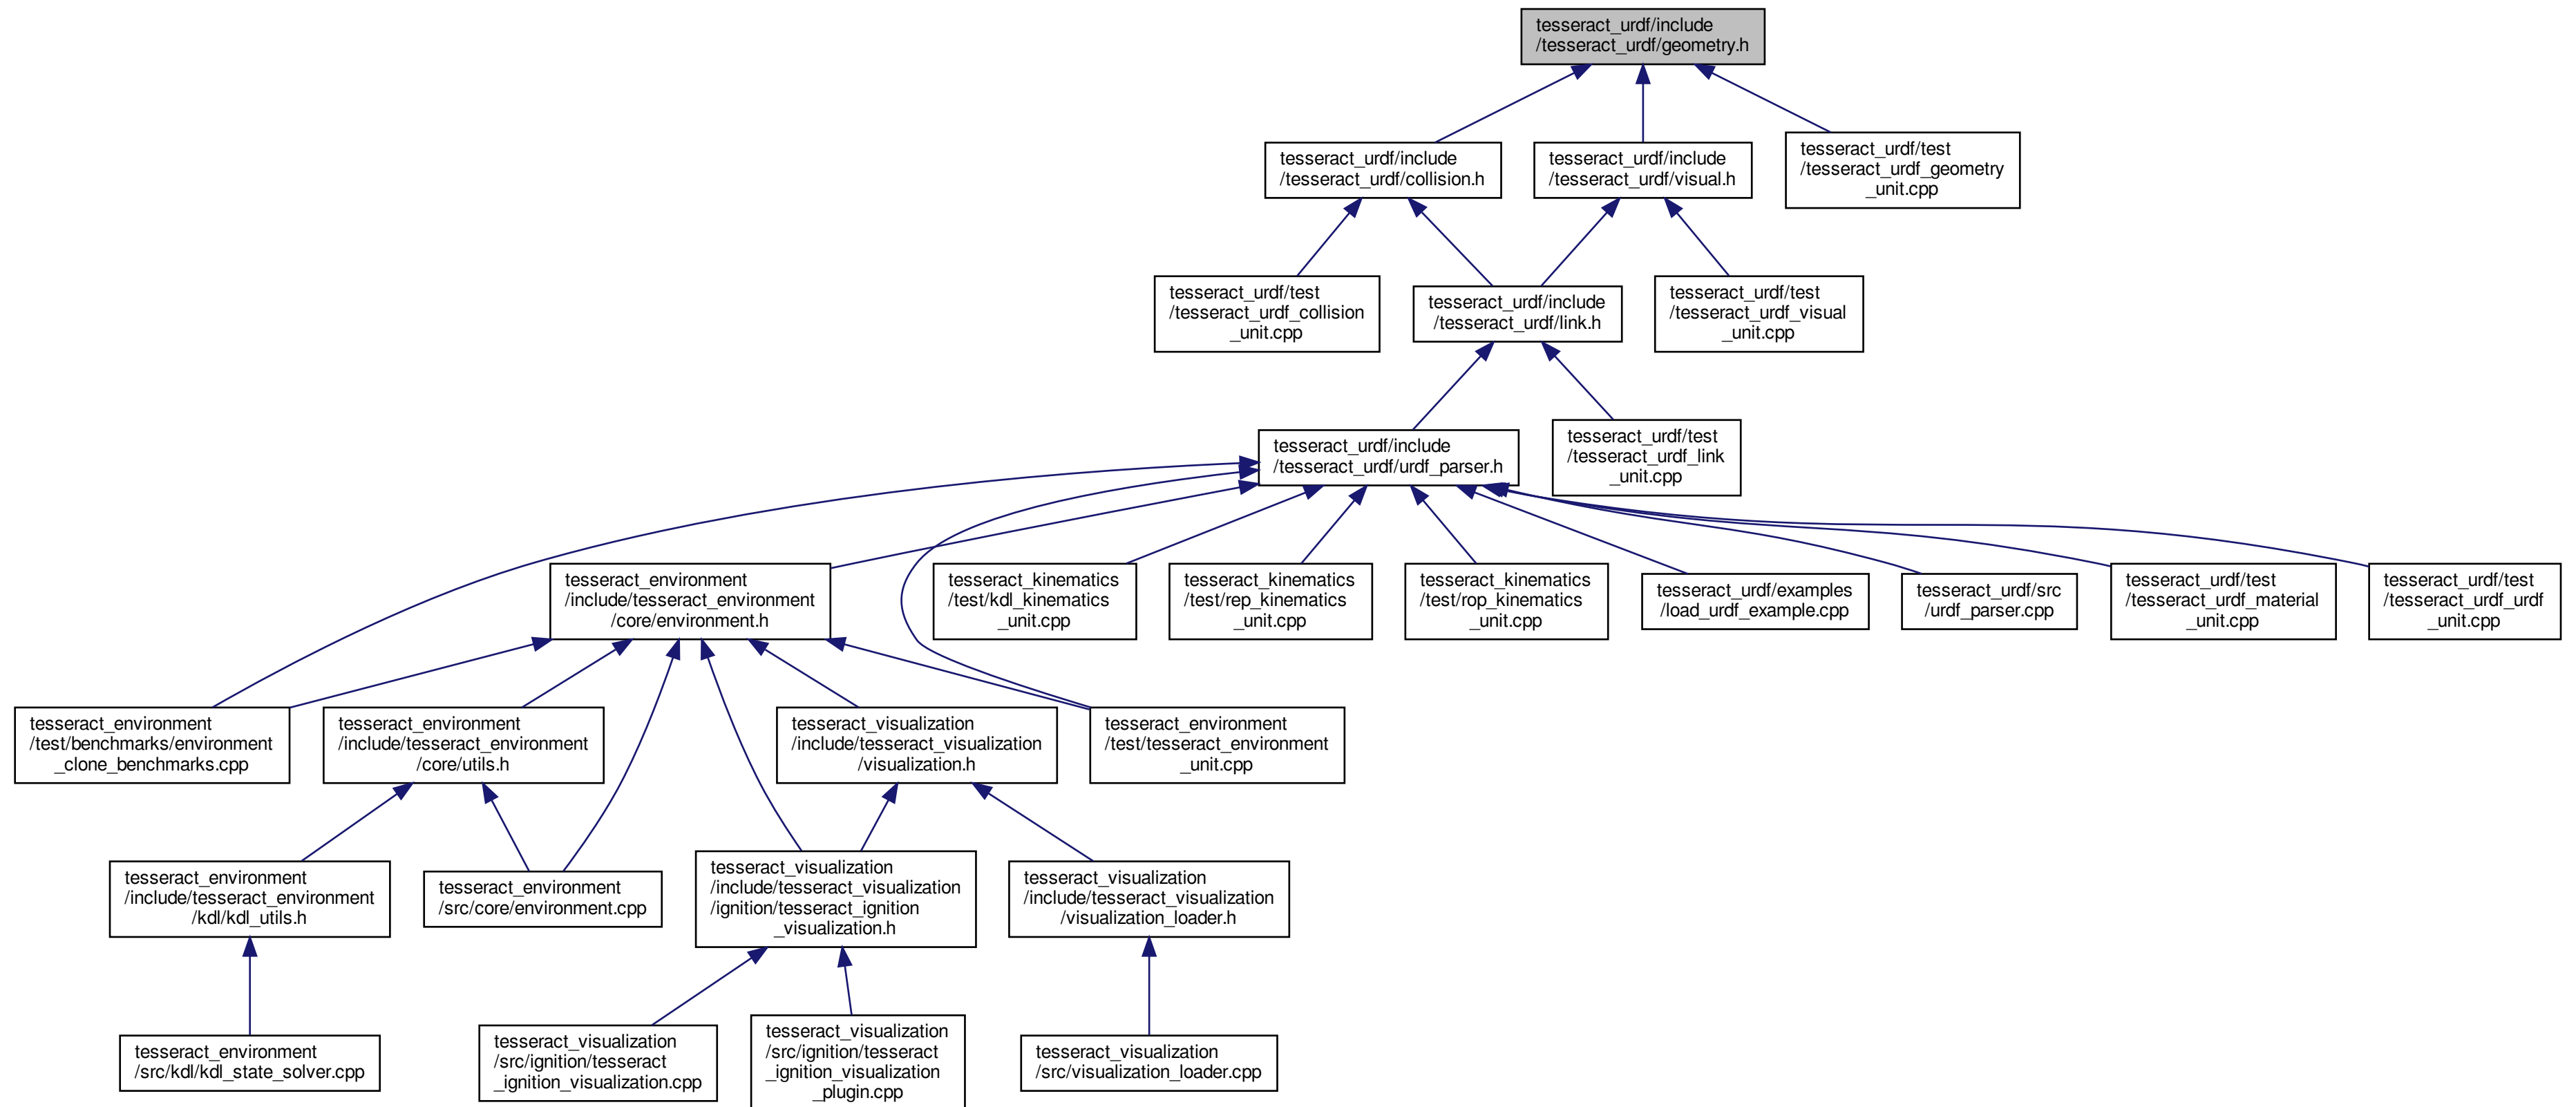 tesseract_urdf/include
/tesseract_urdf/geometry.h
tesseract_urdf/include
/tesseract_urdf/collision.h
tesseract_urdf/include
/tesseract_urdf/visual.h
tesseract_urdf/test
/tesseract_urdf_geometry
_unit.cpp
tesseract_urdf/test
/tesseract_urdf_collision
_unit.cpp
tesseract_urdf/include
/tesseract_urdf/link.h
tesseract_urdf/test
/tesseract_urdf_visual
_unit.cpp
tesseract_urdf/include
/tesseract_urdf/urdf_parser.h
tesseract_urdf/test
/tesseract_urdf_link
_unit.cpp
tesseract_environment
/include/tesseract_environment
/core/environment.h
tesseract_kinematics
/test/kdl_kinematics
_unit.cpp
tesseract_kinematics
/test/rep_kinematics
_unit.cpp
tesseract_kinematics
/test/rop_kinematics
_unit.cpp
tesseract_urdf/examples
/load_urdf_example.cpp
tesseract_urdf/src
/urdf_parser.cpp
tesseract_urdf/test
/tesseract_urdf_material
_unit.cpp
tesseract_urdf/test
/tesseract_urdf_urdf
_unit.cpp
tesseract_environment
/test/benchmarks/environment
_clone_benchmarks.cpp
tesseract_environment
/include/tesseract_environment
/core/utils.h
tesseract_visualization
/include/tesseract_visualization
/visualization.h
tesseract_environment
/test/tesseract_environment
_unit.cpp
tesseract_environment
/include/tesseract_environment
/kdl/kdl_utils.h
tesseract_environment
/src/core/environment.cpp
tesseract_visualization
/include/tesseract_visualization
/ignition/tesseract_ignition
_visualization.h
tesseract_visualization
/include/tesseract_visualization
/visualization_loader.h
tesseract_environment
/src/kdl/kdl_state_solver.cpp
tesseract_visualization
/src/ignition/tesseract
_ignition_visualization.cpp
tesseract_visualization
/src/ignition/tesseract
_ignition_visualization
_plugin.cpp
tesseract_visualization
/src/visualization_loader.cpp